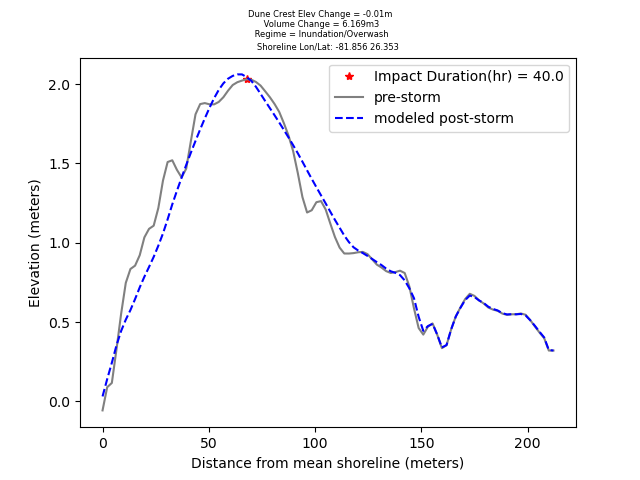 Dune Crest Elev Change = -0.01m
Volume Change = 6.169m3
Regime = Inundation/Overwash
Shoreline Lon/Lat: -81.856 26.353
Impact Duration(hr) = 40.0
pre-storm
modeled post-storm
Elevation (meters)
2.0
1.5
1.0
0.5
0.0
0 50 100 150 200
Distance from mean shoreline (meters)